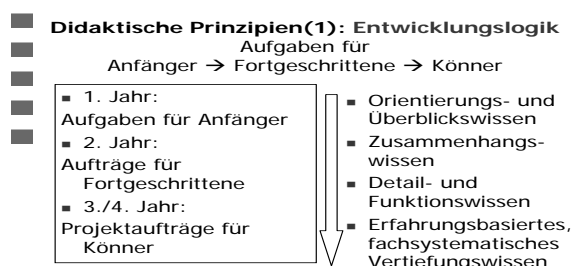 Didaktische Prinzipien(1): Entwicklungslogik
Aufgaben für
Anfänger → Fortgeschrittene → Könner
▪ 1. Jahr:
Aufgaben für Anfänger
▪ 2. Jahr:
Aufträge für
Fortgeschrittene
▪ 3./4. Jahr:
Projektaufträge für
Könner
▪ Orientierungs- und
Überblickswissen
▪ Zusammenhangs-
wissen
▪ Detail- und
Funktionswissen
▪ Erfahrungsbasiertes,
fachsystematisches
Vertiefungswissen